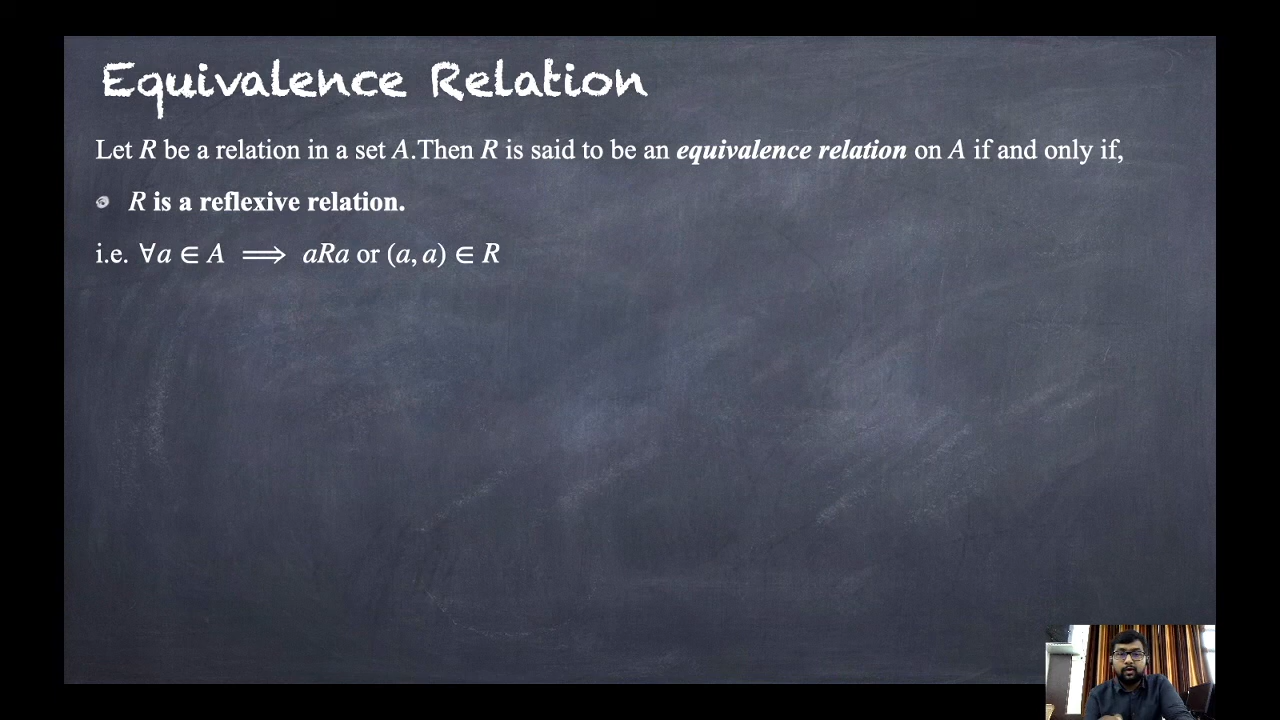 Equivalence Relation
Let R be a relation in a set A.Then R is said to be an equivalence relation on A if and only if,
R is a reflexive relation.
i.e. ∀a ∈ A ⟹ aRa or (a, a) ∈ R